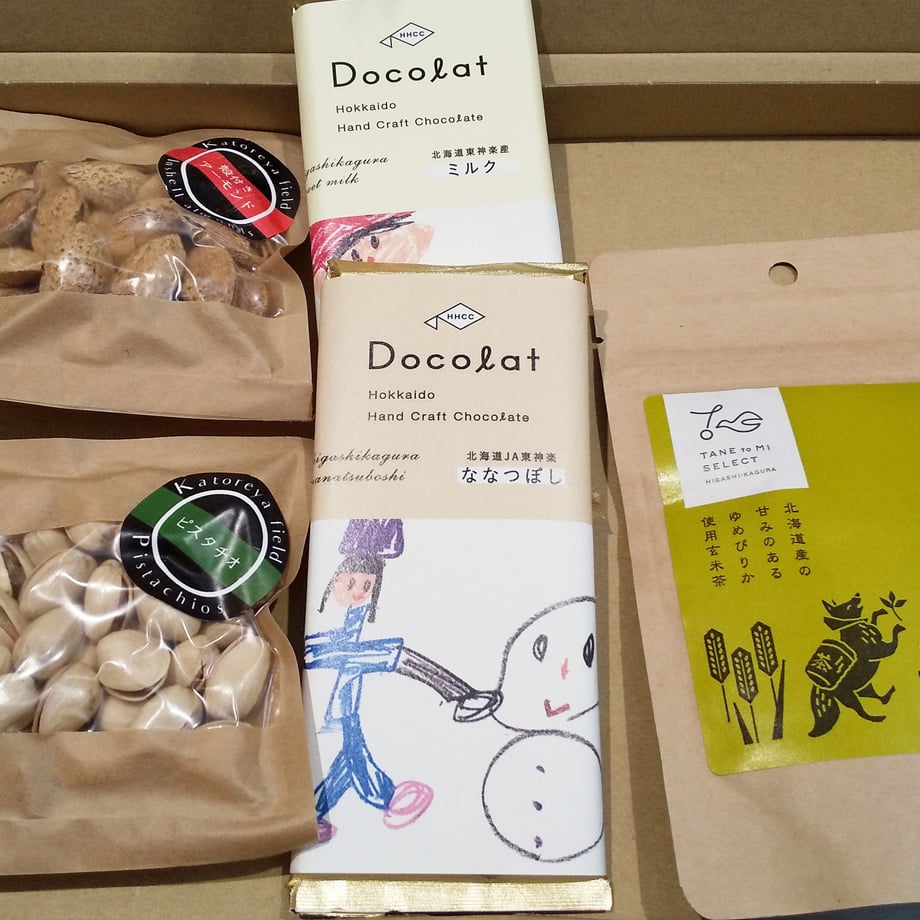 Katoreya field
殻付き
アーモンド
HHCC
Docolat
Hokkaido
Hand Craft Chocolate
北海道東神楽産
ミルク
milk
Katoreya field
ピスタチオ
Pistachios
HHCC
Docolat
Hokkaido
Hand Craft Chocolate
北海道JA東神楽
ななつぼし
TANE to MI
SELECT
HIGASHI-KAGURA
北海道産の
甘みのある
ゆめぴりか
使用玄米茶